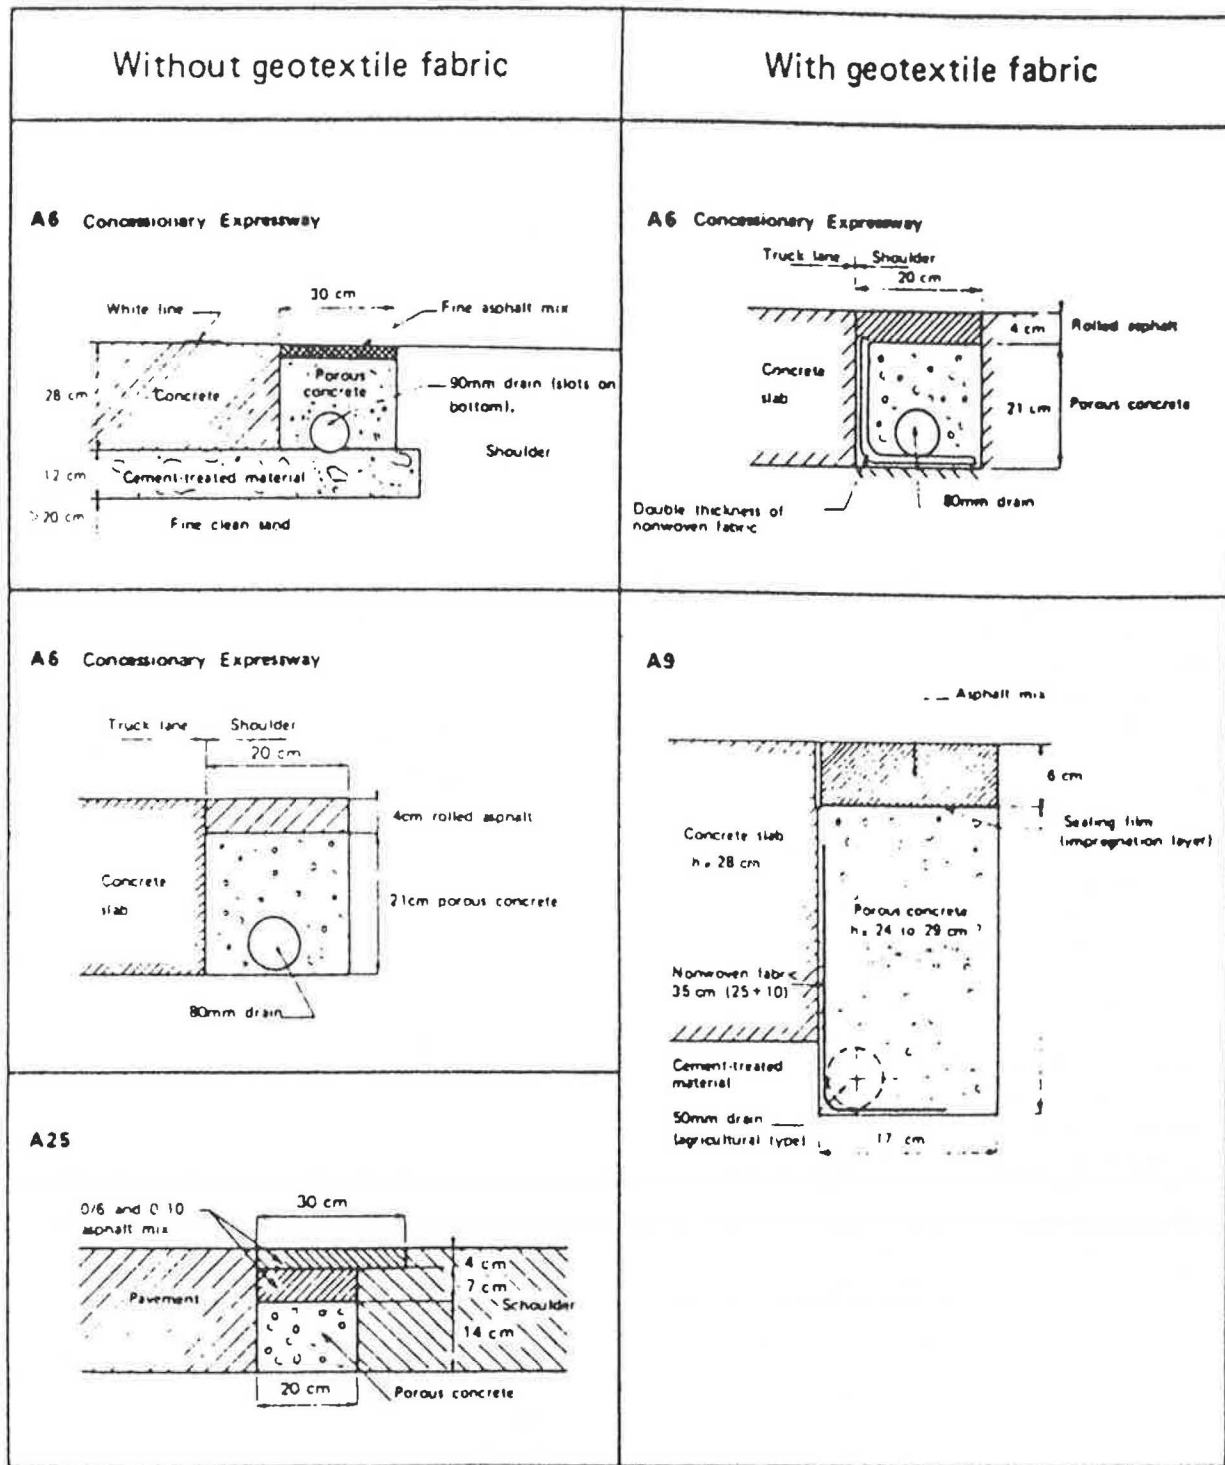 Without geotextile fabric
With geotextile fabric
A6 Concessionary Expressway
30 cm
White line
Fine asphalt mix
28 cm
Concrete
Porous
concrete
90mm drain (slots on
bottom).
Shoulder
12 cm
Cement-treated material
20 cm
Fine clean sand
A6 Concessionary Expressway
Truck lane
Shoulder
20 cm
4 cm
Rolled asphalt
Concrete
slab
21 cm
Porous concrete
80mm drain
Double thickness of
nonwoven fabric
A6 Concessionary Expressway
Truck lane
Shoulder
20 cm
4cm rolled asphalt
Concrete
slab
21cm porous concrete
80mm drain
A9
Asphalt mix
6 cm
Sealing film
(impregnation layer)
Concrete slab
h = 28 cm
Porous concrete
h = 24 to 29 cm
Nonwoven fabric
35 cm (25 + 10)
Cement-treated
material
50mm drain
(agricultural type)
17 cm
A25
0/6 and 0/10
asphalt mix
30 cm
4 cm
7 cm
Pavement
Schoulder
14 cm
20 cm
Porous concrete